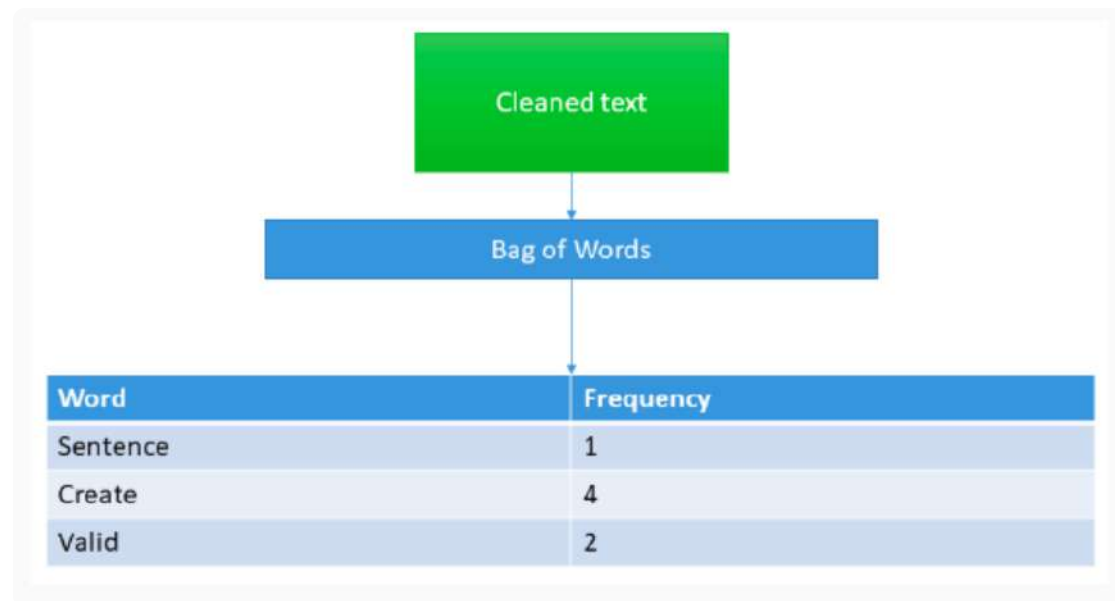 Cleaned text
Bag of Words
Word Frequency
Sentence 1
Create 4
Valid 2